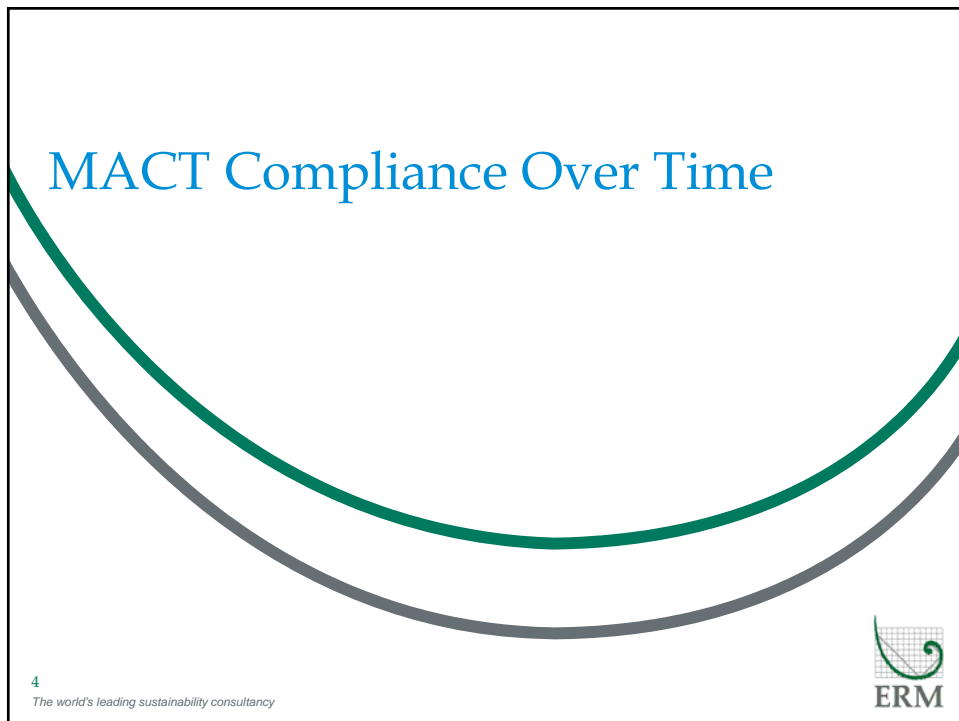 MACT Compliance Over Time
4
The world's leading sustainability consultancy
ERM